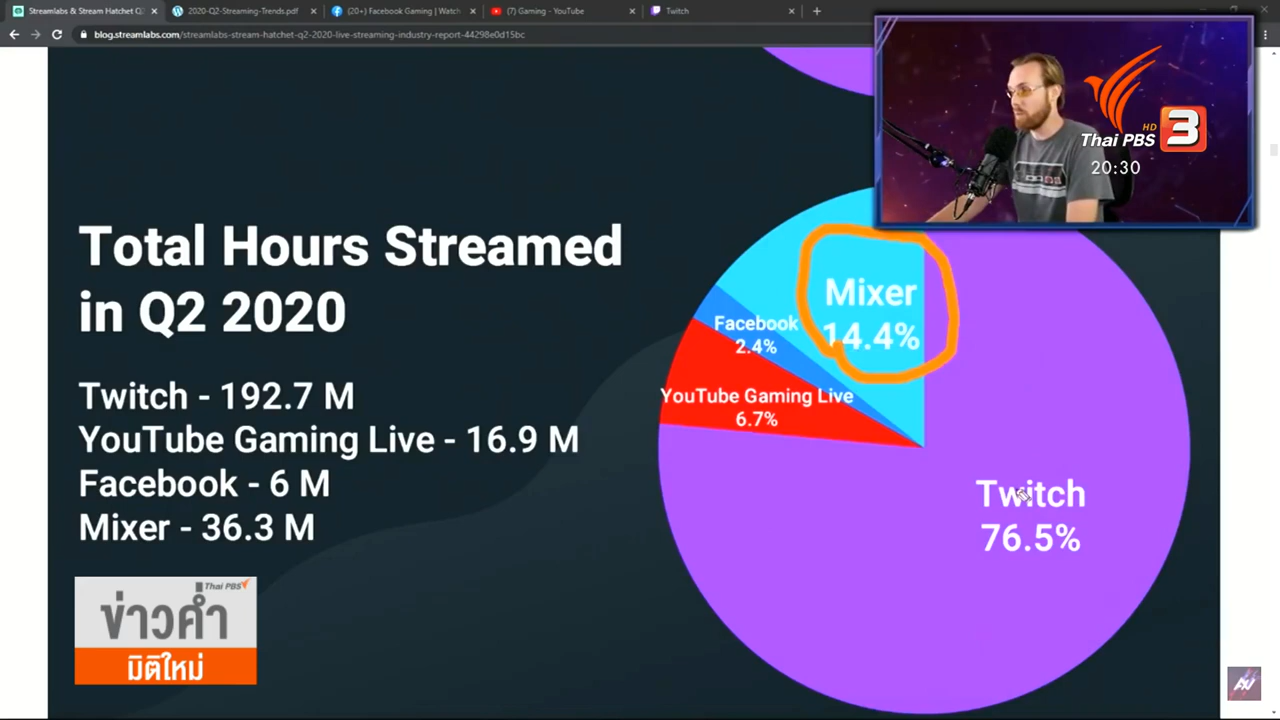 Streamlabs & Stream Hatchet Q2
2020-Q2-Streaming-Trends.pdf
(20+) Facebook Gaming | Watch
(7) Gaming - YouTube
Twitch
blog.streamlabs.com/streamlabs-stream-hatchet-q2-2020-live-streaming-industry-report-44298e0d15bc
Thai PBS HD 3
20:30
Total Hours Streamed
in Q2 2020
Twitch - 192.7 M
YouTube Gaming Live - 16.9 M
Facebook - 6 M
Mixer - 36.3 M
Mixer
14.4%
Facebook
2.4%
YouTube Gaming Live
6.7%
Twitch
76.5%
Thai PBS
ข่าวค่ำ
มิติใหม่